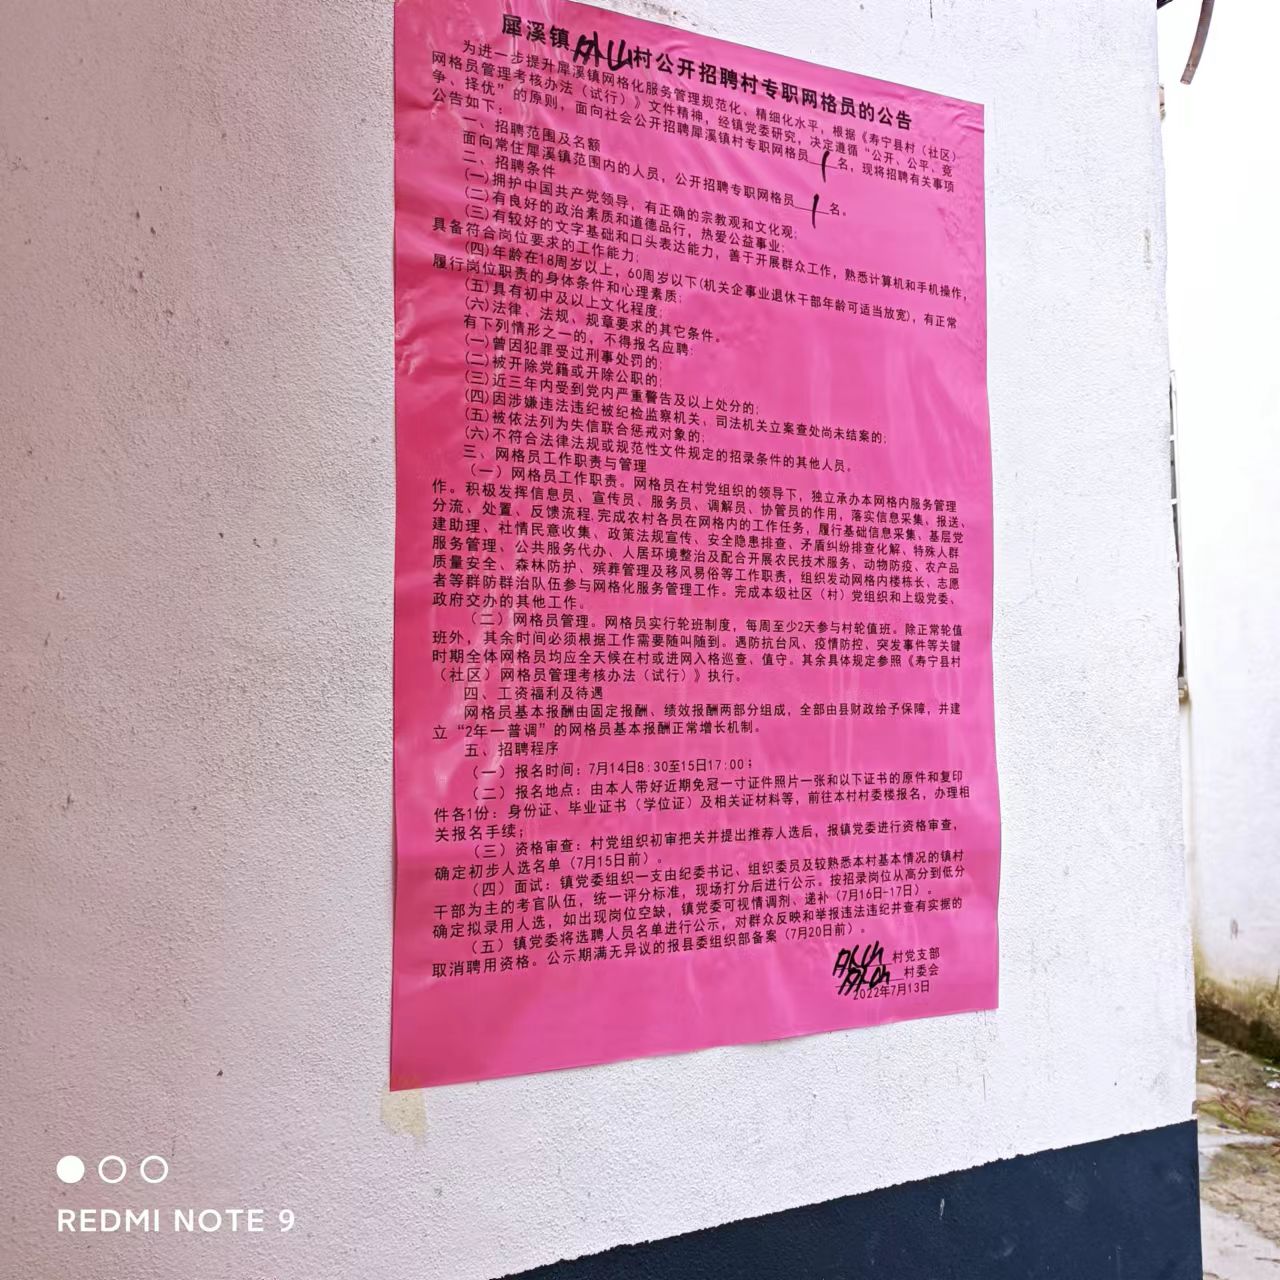 犀溪镇外山村公开招聘村专职网格员的公告
为进一步提升犀溪镇网格化服务管理规范化、精细化水平，根据《寿宁县村（社区）
网格员管理考核办法（试行）》文件精神，经镇党委研究，决定遵循“公开、公平、竞
争、择优”的原则，面向社会公开招聘犀溪镇村专职网格员1名，现将招聘有关事项
公告如下：
一、招聘范围及名额
面向常住犀溪镇范围内的人员，公开招聘专职网格员1名。
二、招聘条件
(一)拥护中国共产党领导，有正确的宗教观和文化观；
(二)有良好的政治素质和道德品行，热爱公益事业；
(三)有较好的文字基础和口头表达能力，善于开展群众工作，熟悉计算机和手机操作，
具备符合岗位要求的工作能力；
(四)年龄在18周岁以上，60周岁以下(机关企事业退休干部年龄可适当放宽)，有正常
履行岗位职责的身体条件和心理素质；
(五)具有初中及以上文化程度；
(六)法律、法规、规章要求的其它条件。
有下列情形之一的，不得报名应聘：
(一)曾因犯罪受过刑事处罚的；
(二)被开除党籍或开除公职的；
(三)近三年内受到党内严重警告及以上处分的；
(四)因涉嫌违法违纪被纪检监察机关、司法机关立案查处尚未结案的；
(五)被依法列为失信联合惩戒对象的；
(六)不符合法律法规或规范性文件规定的招录条件的其他人员。
三、网格员工作职责与管理
（一）网格员工作职责。网格员在村党组织的领导下，独立承办本网格内服务管理
作。积极发挥信息员、宣传员、服务员、调解员、协管员的作用，落实信息采集、报送、
分流、处置、反馈流程，完成农村各员在网格内的工作任务，履行基础信息采集、基层党
建助理、社情民意收集、政策法规宣传、安全隐患排查、矛盾纠纷排查化解、特殊人群
服务管理、公共服务代办、人居环境整治及配合开展农民技术服务、动物防疫、农产品
质量安全、森林防护、殡葬管理及移风易俗等工作职责，组织发动网格内楼栋长、志愿
者等群防群治队伍参与网格化服务管理工作。完成本级社区（村）党组织和上级党委、
政府交办的其他工作。
（二）网格员管理。网格员实行轮班制度，每周至少2天参与村轮值班。除正常轮值
班外，其余时间必须根据工作需要随叫随到。遇防抗台风、疫情防控、突发事件等关键
时期全体网格员均应全天候在村或进网入格巡查、值守。其余具体规定参照《寿宁县村
（社区）网格员管理考核办法（试行）》执行。
四、工资福利及待遇
网格员基本报酬由固定报酬、绩效报酬两部分组成，全部由县财政给予保障，并建
立“2年一普调”的网格员基本报酬正常增长机制。
五、招聘程序
（一）报名时间：7月14日8:30至15日17:00；
（二）报名地点：由本人带好近期免冠一寸证件照片一张和以下证书的原件和复印
件各1份：身份证、毕业证书（学位证）及相关证材料等，前往本村村委楼报名，办理相
关报名手续；
（三）资格审查：村党组织初审把关并提出推荐人选后，报镇党委进行资格审查，
确定初步人选名单（7月15日前）。
（四）面试：镇党委组织一支由纪委书记、组织委员及较熟悉本村基本情况的镇村
干部为主的考官队伍，统一评分标准，现场打分后进行公示。按招录岗位从高分到低分
确定拟录用人选，如出现岗位空缺，镇党委可视情调剂、递补（7月16日-17日）。
（五）镇党委将选聘人员名单进行公示，对群众反映和举报违法违纪并查有实据的
取消聘用资格。公示期满无异议的报县委组织部备案（7月20日前）。
外山村党支部
外山村委会
2022年7月13日
REDMI NOTE 9